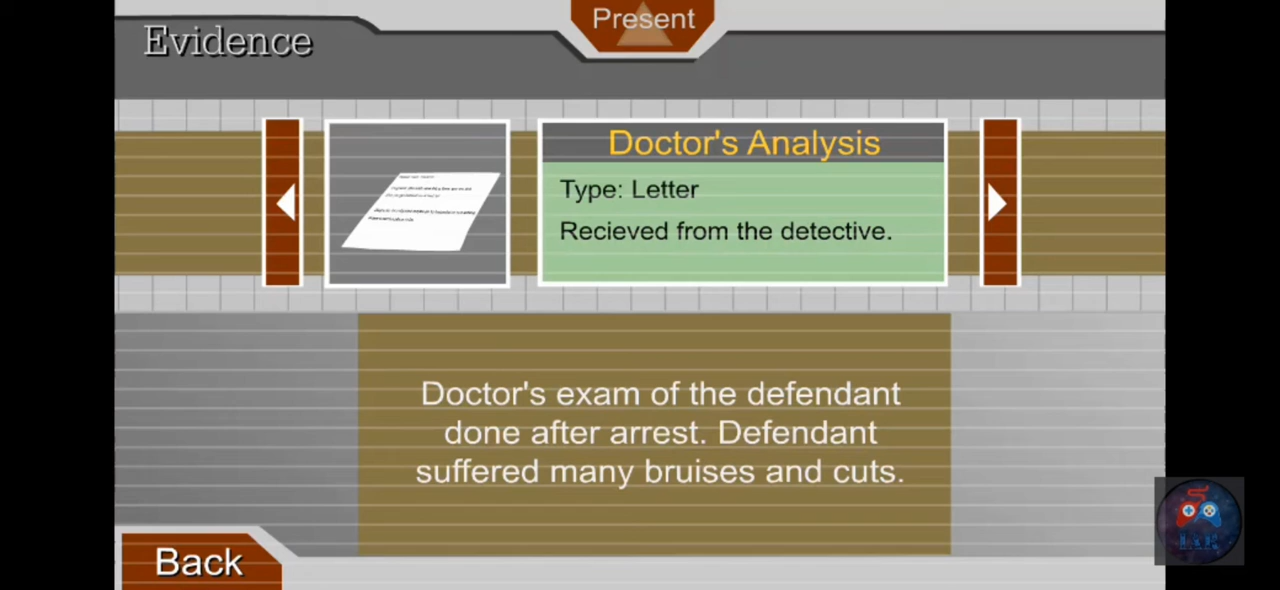 Present
Evidence
Doctor's Analysis
Type: Letter
Recieved from the detective.
Doctor's exam of the defendant
done after arrest. Defendant
suffered many bruises and cuts.
Back